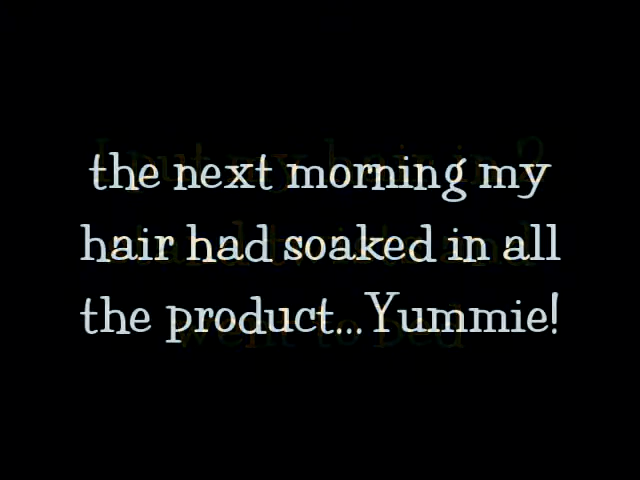 the next morning my
hair had soaked in all
the product...Yummie!